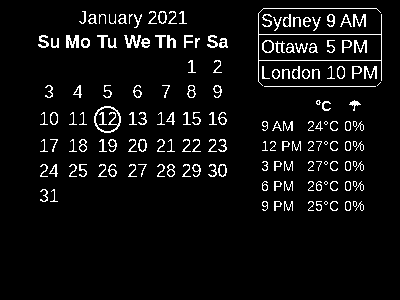 January 2021
Su Mo Tu We Th Fr Sa
1 2
3 4 5 6 7 8 9
10 11 12 13 14 15 16
17 18 19 20 21 22 23
24 25 26 27 28 29 30
31
Sydney 9 AM
Ottawa 5 PM
London 10 PM
°C ☂
9 AM 24°C 0%
12 PM 27°C 0%
3 PM 27°C 0%
6 PM 26°C 0%
9 PM 25°C 0%